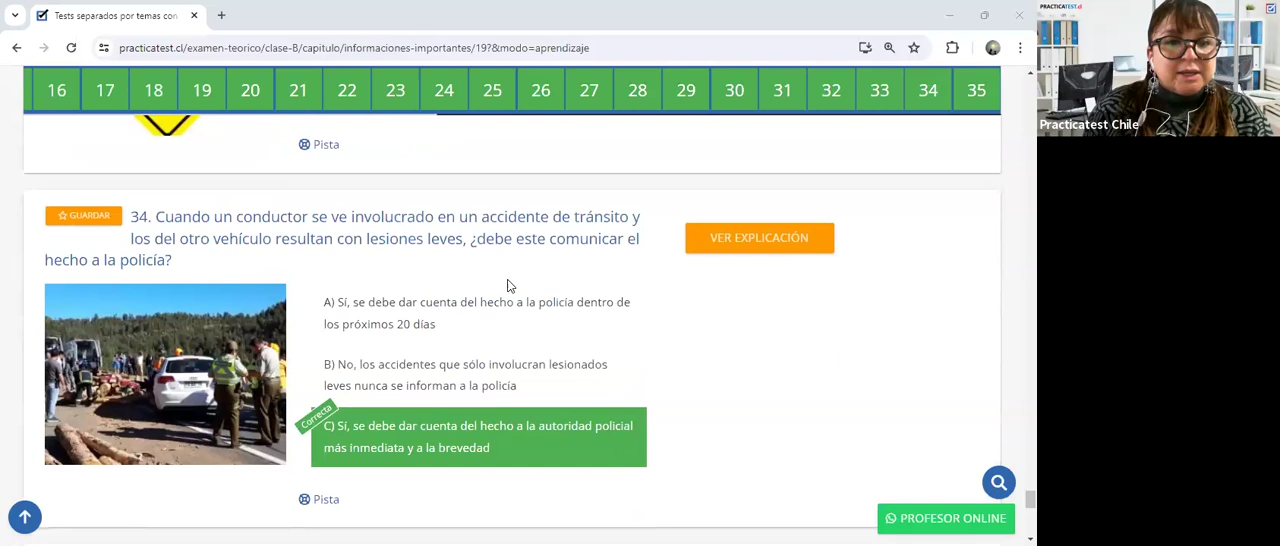 Tests separados por temas con
practicatest.cl/examen-teorico/clase-B/capitulo/informaciones-importantes/19?&modo=aprendizaje
PRACTICATEST.cl
Practicatest Chile
16 17 18 19 20 21 22 23 24 25 26 27 28 29 30 31 32 33 34 35
Pista
GUARDAR
34. Cuando un conductor se ve involucrado en un accidente de tránsito y
los del otro vehículo resultan con lesiones leves, ¿debe este comunicar el
hecho a la policía?
VER EXPLICACIÓN
A) Sí, se debe dar cuenta del hecho a la policía dentro de
los próximos 20 días
B) No, los accidentes que sólo involucran lesionados
leves nunca se informan a la policía
Correcta
C) Sí, se debe dar cuenta del hecho a la autoridad policial
más inmediata y a la brevedad
Pista
PROFESOR ONLINE